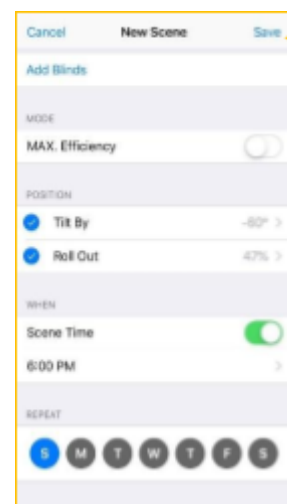 Cancel New Scene Save
Add Blinds
MODE
MAX. Efficiency
POSITION
Tilt By -60°
Roll Out 47%
WHEN
Scene Time
6:00 PM
REPEAT
S M T W T F S